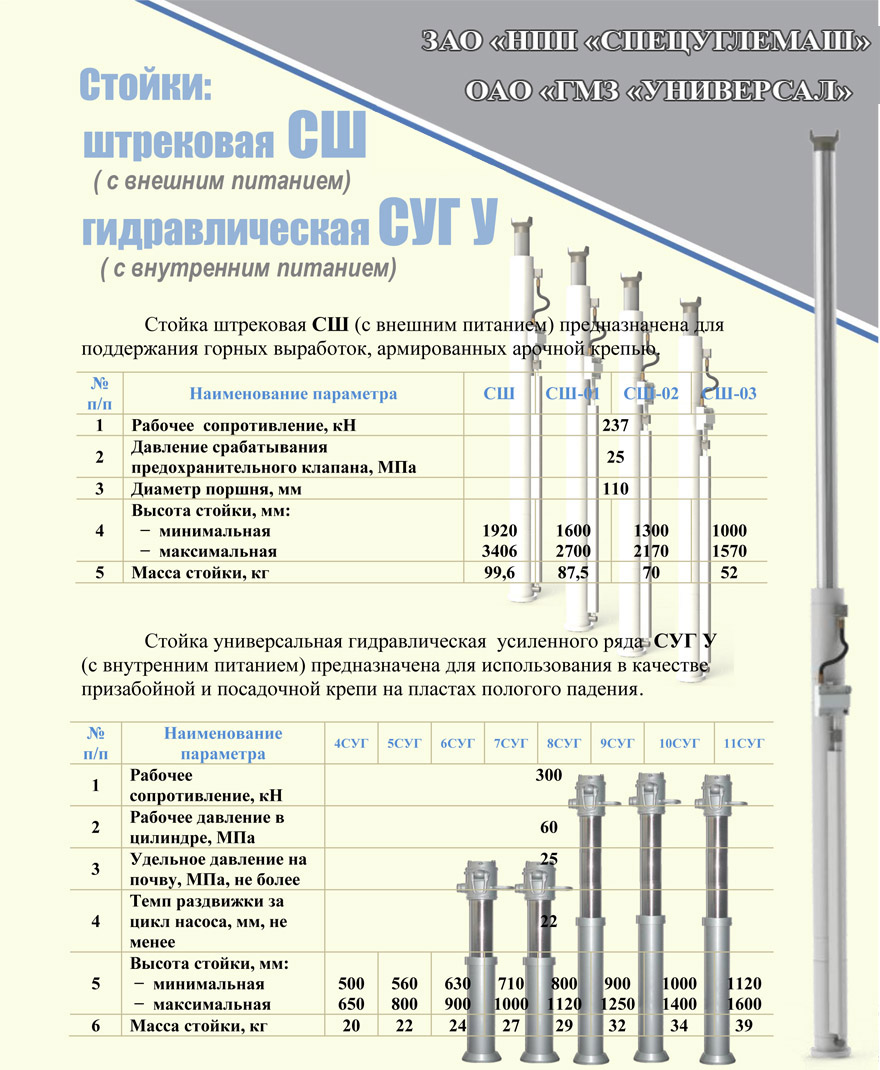 ЗАО «НПП «СПЕЦУГЛЕМАШ»
ОАО «ГМЗ «УНИВЕРСАЛ»
Стойки:
штрековая СШ
( с внешним питанием)
гидравлическая СУГ У
( с внутренним питанием)
Стойка штрековая СШ (с внешним питанием) предназначена для
поддержания горных выработок, армированных арочной крепью.
№ п/п Наименование параметра СШ СШ-01 СШ-02 СШ-03
1 Рабочее сопротивление, кН 237
2 Давление срабатывания
предохранительного клапана, МПа 25
3 Диаметр поршня, мм 110
4 Высота стойки, мм:
− минимальная 1920 1600 1300 1000
− максимальная 3406 2700 2170 1570
5 Масса стойки, кг 99,6 87,5 70 52
Стойка универсальная гидравлическая усиленного ряда СУГ У
(с внутренним питанием) предназначена для использования в качестве
призабойной и посадочной крепи на пластах пологого падения.
№ п/п Наименование
параметра 4СУГ 5СУГ 6СУГ 7СУГ 8СУГ 9СУГ 10СУГ 11СУГ
1 Рабочее
сопротивление, кН 300
2 Рабочее давление в
цилиндре, МПа 60
3 Удельное давление на
почву, МПа, не более 25
4 Темп раздвижки за
цикл насоса, мм, не
менее 22
5 Высота стойки, мм:
− минимальная 500 560 630 710 800 900 1000 1120
− максимальная 650 800 900 1000 1120 1250 1400 1600
6 Масса стойки, кг 20 22 24 27 29 32 34 39